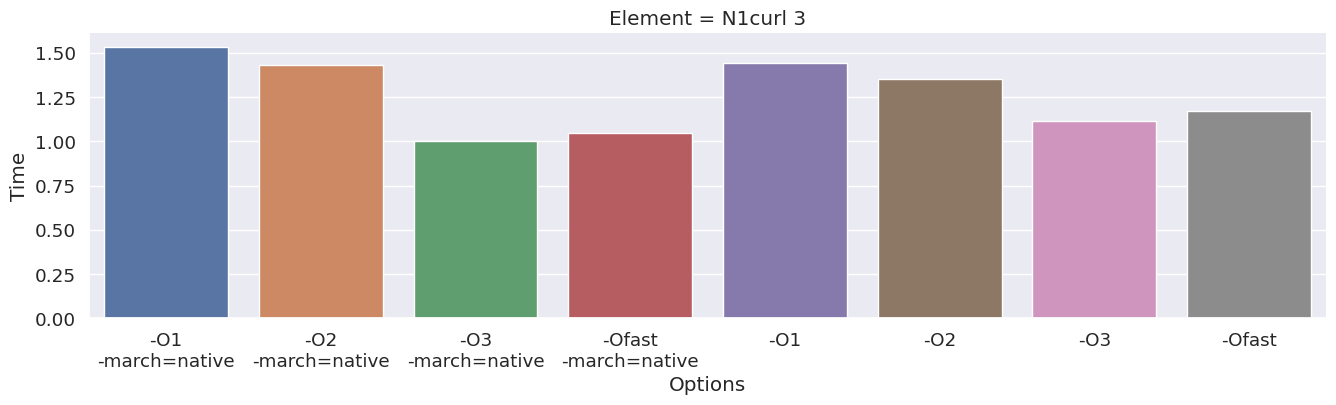 Element = N1curl 3
Time
1.50
1.25
1.00
0.75
0.50
0.25
0.00
-O1
-march=native
-O2
-march=native
-O3
-march=native
-Ofast
-march=native
-O1
-O2
-O3
-Ofast
Options